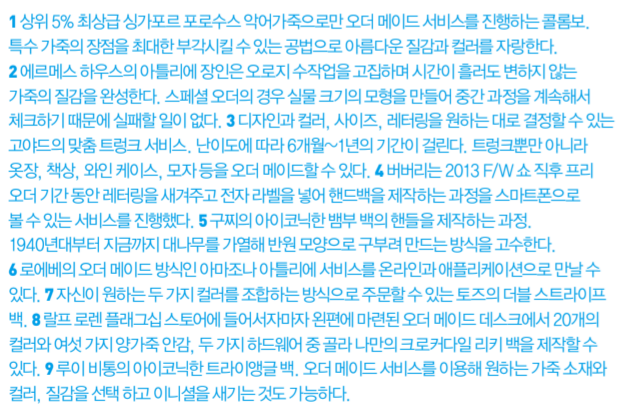 1 상위 5% 최상급 싱가포르 포로수스 악어가죽으로만 오더 메이드 서비스를 진행하는 콜롬보.
특수 가죽의 장점을 최대한 부각시킬 수 있는 공법으로 아름다운 질감과 컬러를 자랑한다.
2 에르메스 하우스의 아틀리에 장인은 오로지 수작업을 고집하며 시간이 흘러도 변하지 않는
가죽의 질감을 완성한다. 스페셜 오더의 경우 실물 크기의 모형을 만들어 중간 과정을 계속해서
체크하기 때문에 실패할 일이 없다. 3 디자인과 컬러, 사이즈, 레터링을 원하는 대로 결정할 수 있는
고야드의 맞춤 트렁크 서비스. 난이도에 따라 6개월~1년의 기간이 걸린다. 트렁크뿐만 아니라
옷장, 책상, 와인 케이스, 모자 등을 오더 메이드할 수 있다. 4 버버리는 2013 F/W 쇼 직후 프리
오더 기간 동안 레터링을 새겨주고 전자 라벨을 넣어 핸드백을 제작하는 과정을 스마트폰으로
볼 수 있는 서비스를 진행했다. 5 구찌의 아이코닉한 뱀부 백의 핸들을 제작하는 과정.
1940년대부터 지금까지 대나무를 가열해 반원 모양으로 구부려 만드는 방식을 고수한다.
6 로에베의 오더 메이드 방식인 아마조나 아틀리에 서비스를 온라인과 애플리케이션으로 만날 수
있다. 7 자신이 원하는 두 가지 컬러를 조합하는 방식으로 주문할 수 있는 토즈의 더블 스트라이프
백. 8 랄프 로렌 플래그십 스토어에 들어서자마자 왼편에 마련된 오더 메이드 데스크에서 20개의
컬러와 여섯 가지 양가죽 안감, 두 가지 하드웨어 중 골라 나만의 크로커다일 리키 백을 제작할 수
있다. 9 루이 비통의 아이코닉한 트라이앵글 백. 오더 메이드 서비스를 이용해 원하는 가죽 소재와
컬러, 질감을 선택 하고 이니셜을 새기는 것도 가능하다.